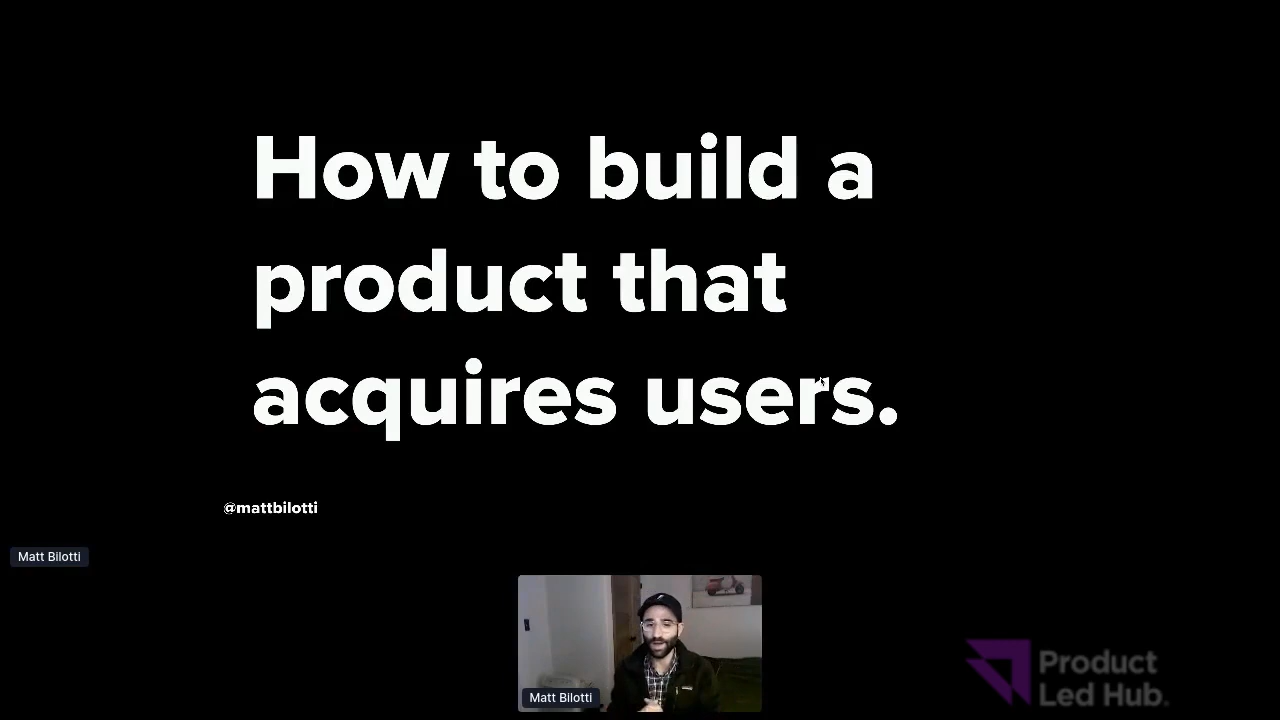 How to build a
product that
acquires users.
@mattbilotti
Matt Bilotti
Matt Bilotti
Product
Led Hub.